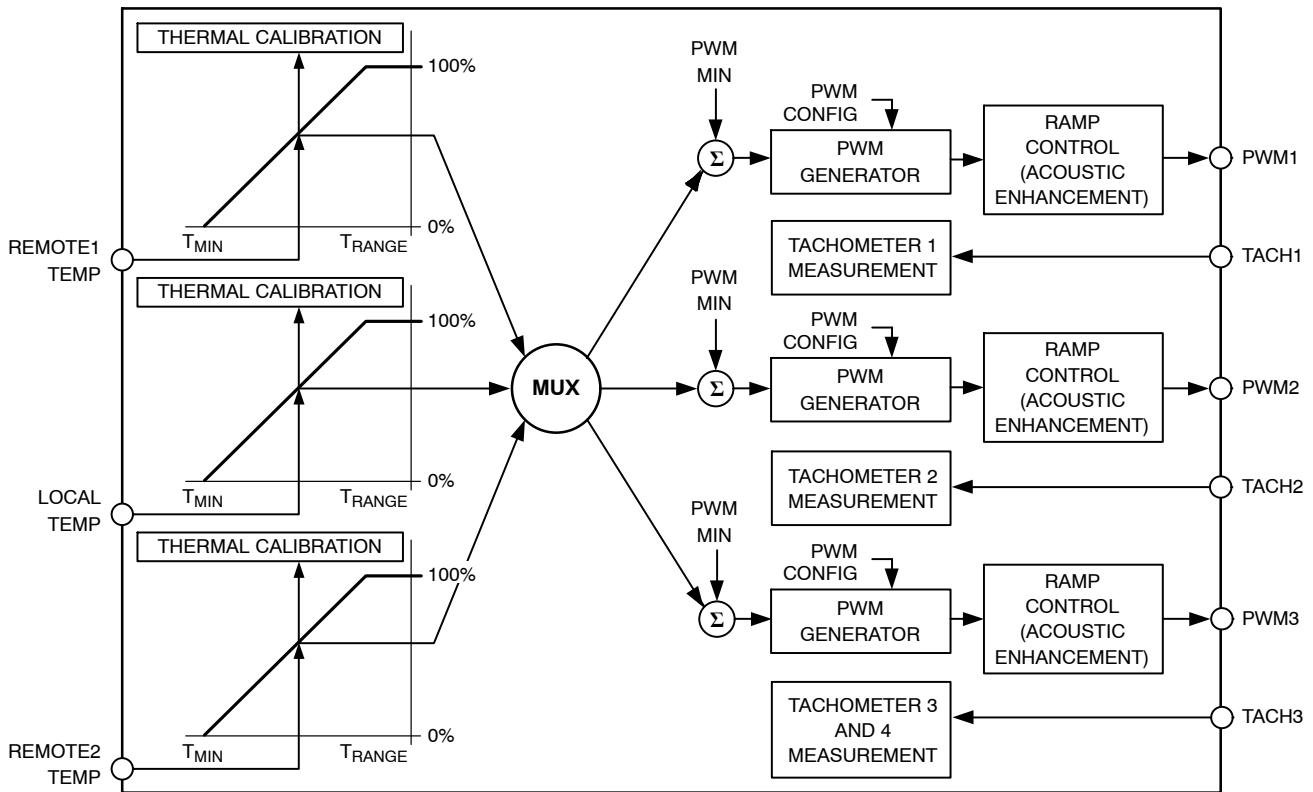 THERMAL CALIBRATION
100%
0%
T_MIN
T_RANGE
REMOTE1
TEMP
THERMAL CALIBRATION
100%
0%
T_MIN
T_RANGE
LOCAL
TEMP
THERMAL CALIBRATION
100%
0%
T_MIN
T_RANGE
REMOTE2
TEMP
MUX
PWM
MIN
Σ
PWM
CONFIG
PWM
GENERATOR
RAMP
CONTROL
(ACOUSTIC
ENHANCEMENT)
PWM1
TACHOMETER 1
MEASUREMENT
TACH1
PWM
MIN
Σ
PWM
CONFIG
PWM
GENERATOR
RAMP
CONTROL
(ACOUSTIC
ENHANCEMENT)
PWM2
TACHOMETER 2
MEASUREMENT
TACH2
PWM
MIN
Σ
PWM
CONFIG
PWM
GENERATOR
RAMP
CONTROL
(ACOUSTIC
ENHANCEMENT)
PWM3
TACHOMETER 3
AND 4
MEASUREMENT
TACH3